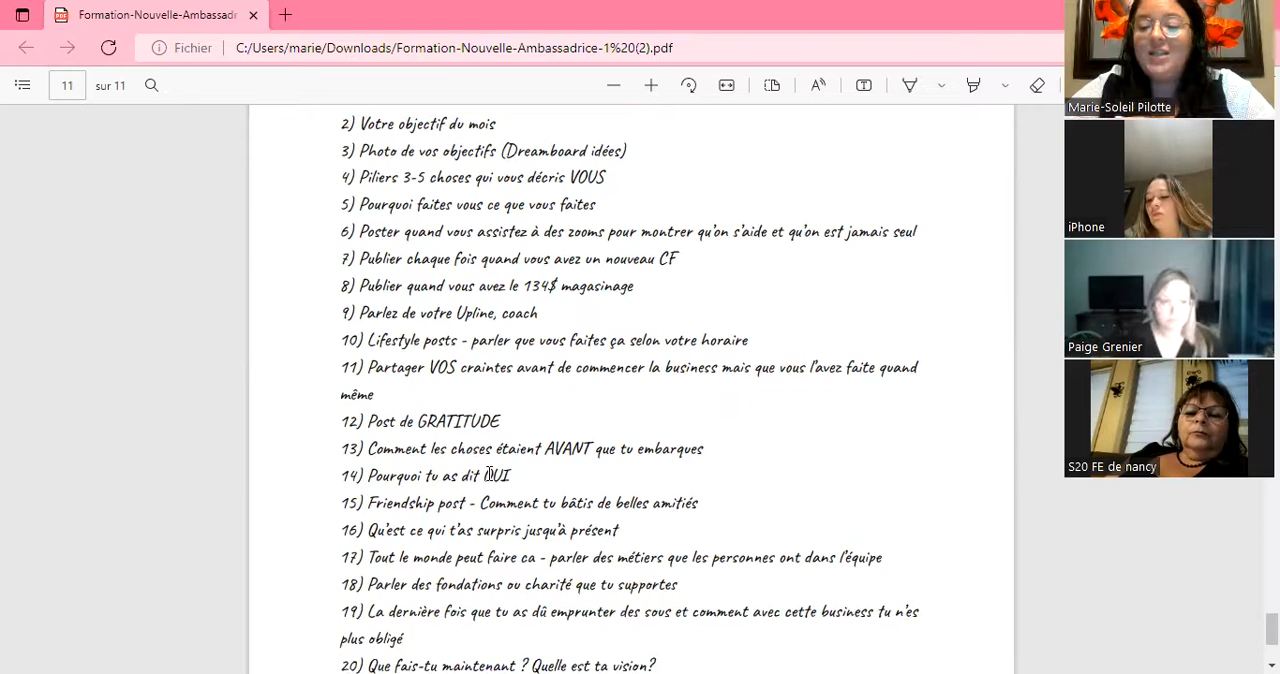 Formation-Nouvelle-Ambassadr
Fichier
C:/Users/marie/Downloads/Formation-Nouvelle-Ambassadrice-1%20(2).pdf
11 sur 11
2) Votre objectif du mois
3) Photo de vos objectifs (Dreamboard idées)
4) Piliers 3-5 choses qui vous décris VOUS
5) Pourquoi faites vous ce que vous faites
6) Poster quand vous assistez à des zooms pour montrer qu'on s'aide et qu'on est jamais seul
7) Publier chaque fois quand vous avez un nouveau CF
8) Publier quand vous avez le 134$ magasinage
9) Parlez de votre Upline, coach
10) Lifestyle posts - parler que vous faites ça selon votre horaire
11) Partager VOS craintes avant de commencer la business mais que vous l'avez faite quand
même
12) Post de GRATITUDE
13) Comment les choses étaient AVANT que tu embarques
14) Pourquoi tu as dit OUI
15) Friendship post - Comment tu bâtis de belles amitiés
16) Qu'est ce qui t'as surpris jusqu'à présent
17) Tout le monde peut faire ca - parler des métiers que les personnes ont dans l'équipe
18) Parler des fondations ou charité que tu supportes
19) La dernière fois que tu as dû emprunter des sous et comment avec cette business tu n'es
plus obligé
20) Que fais-tu maintenant ? Quelle est ta vision?
Marie-Soleil Pilotte
iPhone
Paige Grenier
S20 FE de nancy